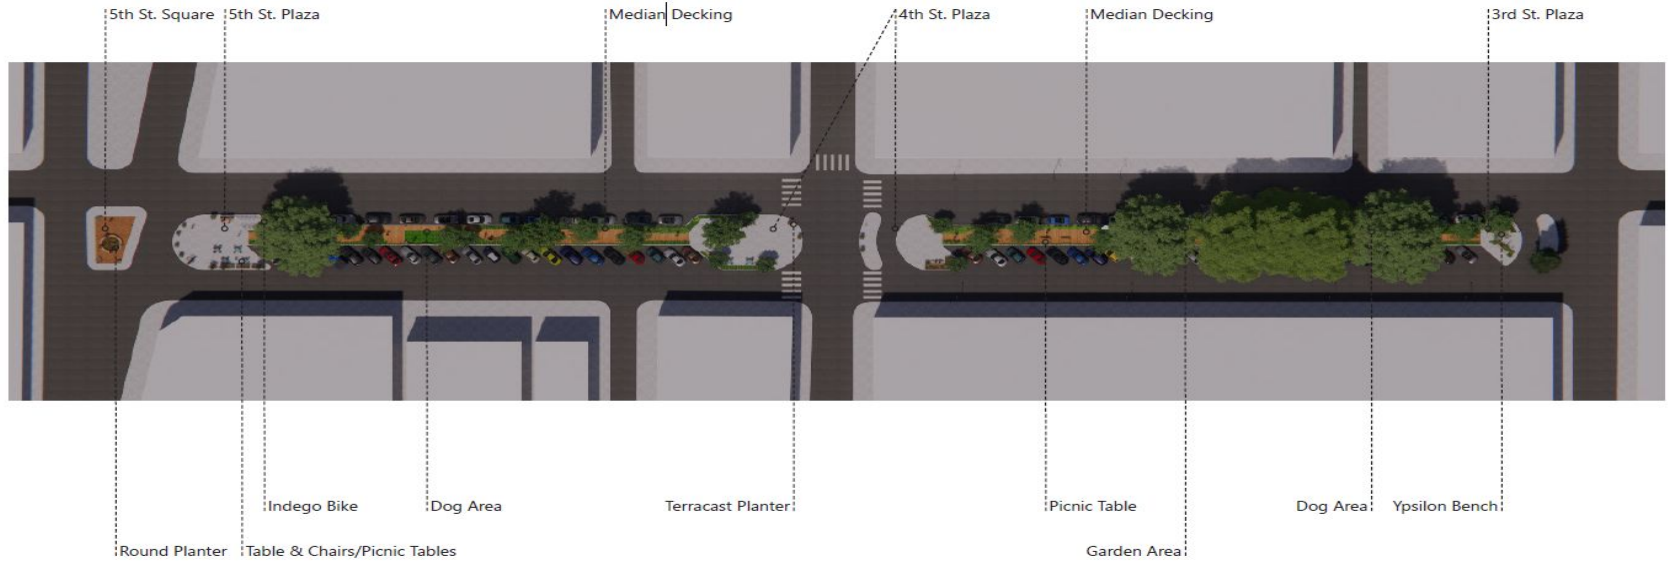 5th St. Square
5th St. Plaza
Median Decking
4th St. Plaza
Median Decking
3rd St. Plaza
Indego Bike
Dog Area
Terracast Planter
Picnic Table
Dog Area
Ypsilon Bench
Round Planter
Table & Chairs/Picnic Tables
Garden Area